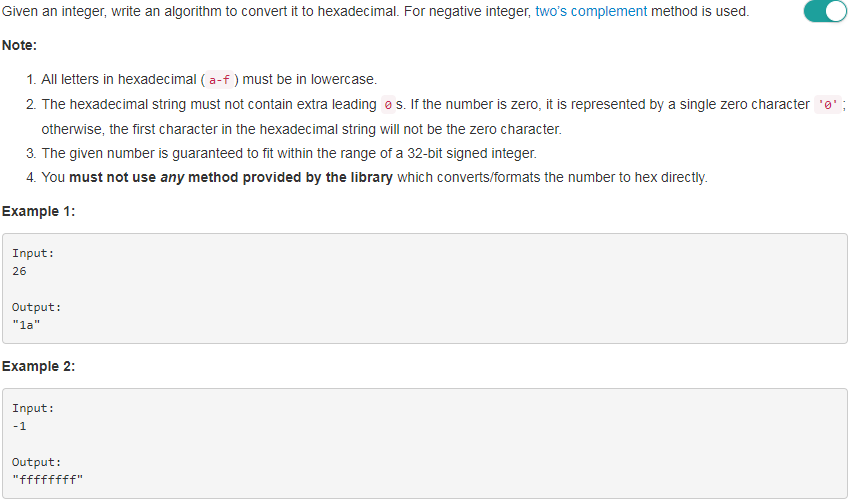 Given an integer, write an algorithm to convert it to hexadecimal. For negative integer, two's complement method is used.
Note:
1. All letters in hexadecimal ( a-f ) must be in lowercase.
2. The hexadecimal string must not contain extra leading 0 s. If the number is zero, it is represented by a single zero character '0' ;
otherwise, the first character in the hexadecimal string will not be the zero character.
3. The given number is guaranteed to fit within the range of a 32-bit signed integer.
4. You must not use any method provided by the library which converts/formats the number to hex directly.
Example 1:
Input:
26
Output:
"1a"
Example 2:
Input:
-1
Output:
"ffffffff"